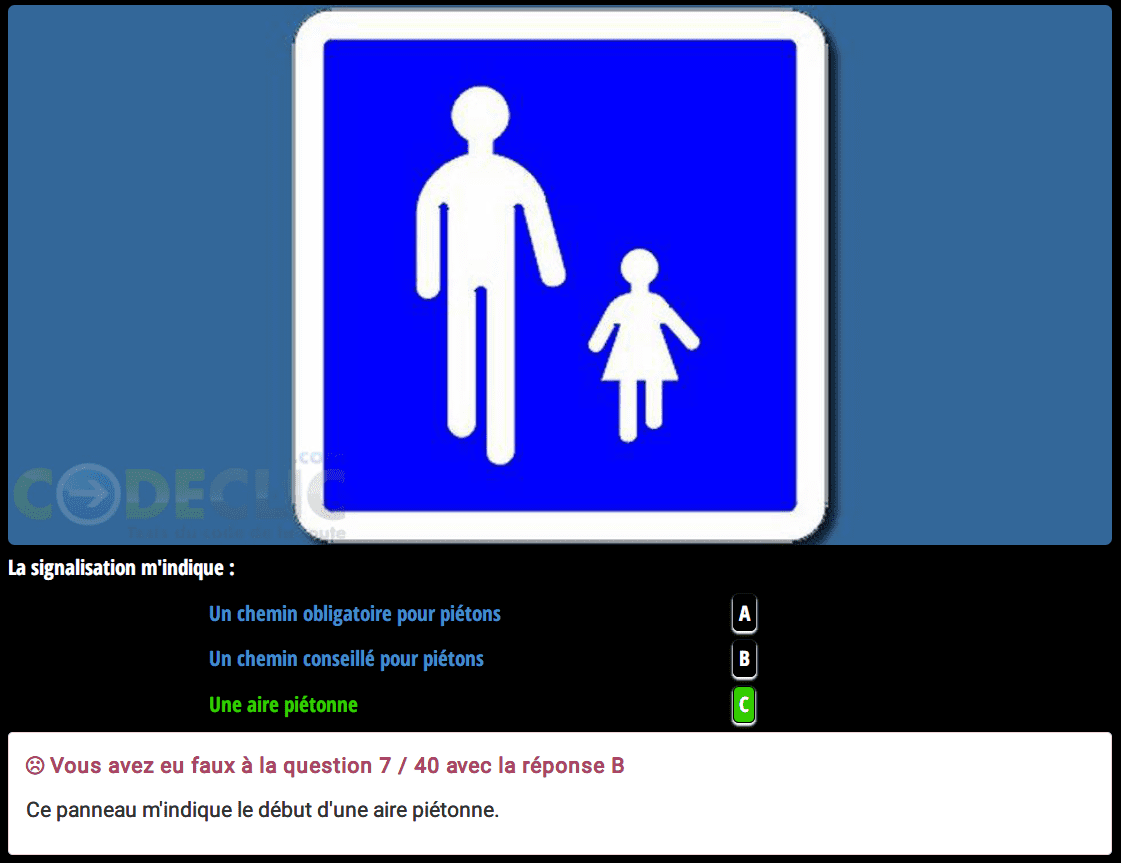 .co
CODECLIC
La signalisation m'indique :
Un chemin obligatoire pour piétons A
Un chemin conseillé pour piétons B
Une aire piétonne C
Vous avez eu faux à la question 7 / 40 avec la réponse B
Ce panneau m'indique le début d'une aire piétonne.